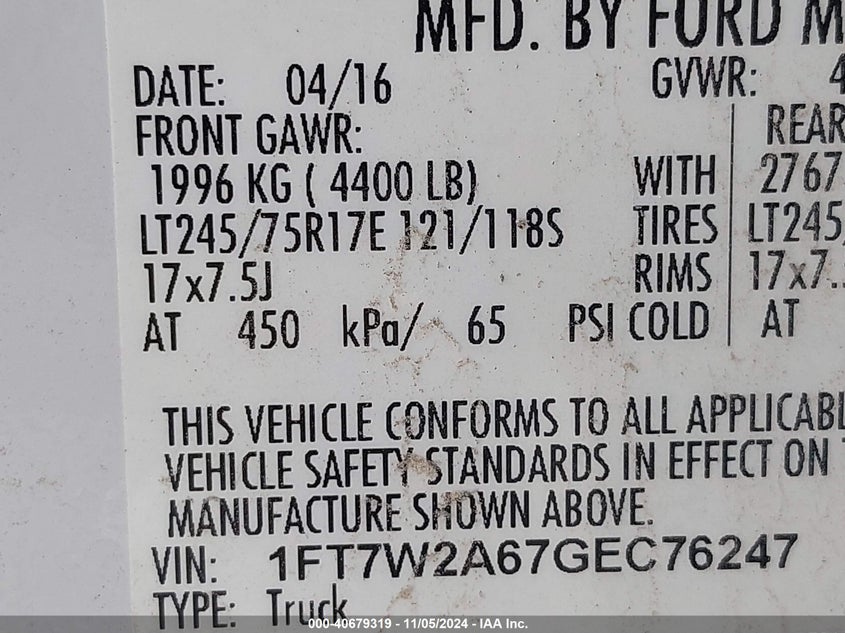 MFD. BY FORD M
DATE: 04/16 GVWR: 4
FRONT GAWR: REAR
1996 KG ( 4400 LB) WITH 2767
LT245/75R17E 121/118S TIRES LT245/
17x7.5J RIMS 17x7.
AT 450 kPa/ 65 PSI COLD AT
THIS VEHICLE CONFORMS TO ALL APPLICABL
VEHICLE SAFETY STANDARDS IN EFFECT ON T
MANUFACTURE SHOWN ABOVE.
VIN: 1FT7W2A67GEC76247
TYPE: Truck
000-40679319 - 11/05/2024 - IAA Inc.